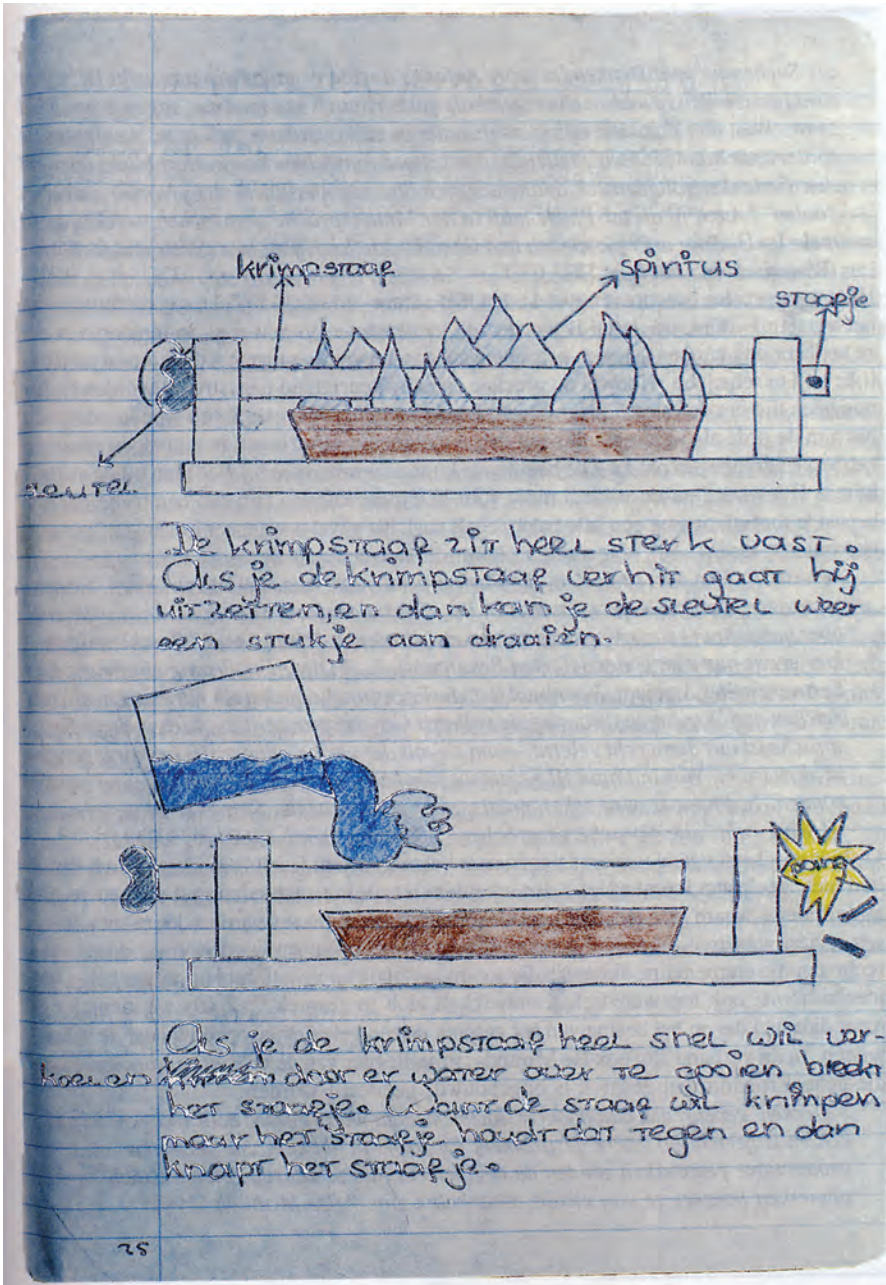 krimpstaaf
spiritus
staafje
sleutel
De krimpstaaf zit heel sterk vast.
Als je de krimpstaaf verhit gaat hij
uitzetten, en dan kan je de sleutel weer
een stukje aan draaien.
pang
Als je de krimpstaaf heel snel wil ver-
koelen door er water over te gooien breekt
het staafje. Want de staaf wil krimpen
maar het staafje houdt dat tegen en dan
knapt het staafje.
25